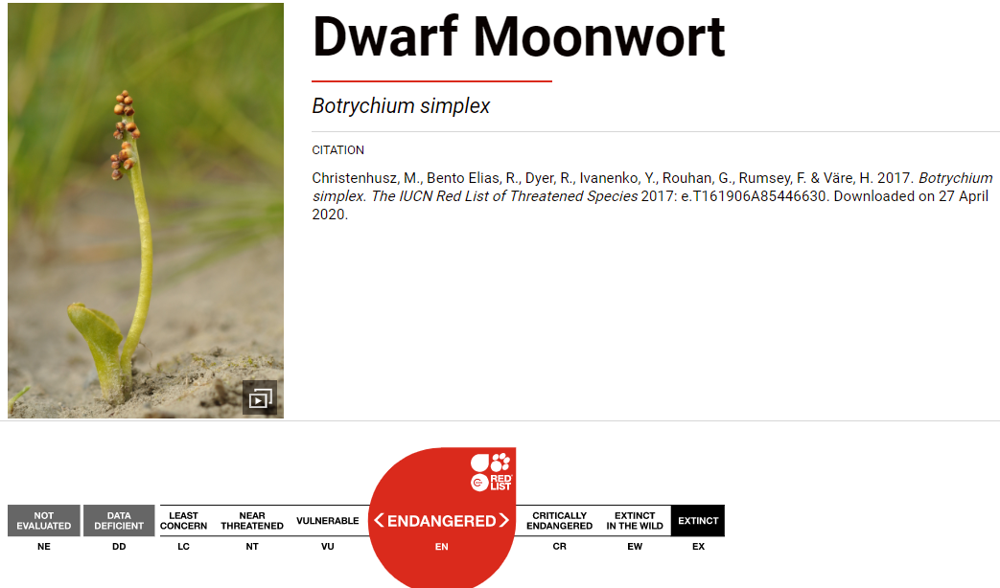 Dwarf Moonwort
Botrychium simplex
CITATION
Christenhusz, M., Bento Elias, R., Dyer, R., Ivanenko, Y., Rouhan, G., Rumsey, F. & Väre, H. 2017. Botrychium
simplex. The IUCN Red List of Threatened Species 2017: e.T161906A85446630. Downloaded on 27 April
2020.
RED
LIST
NOT
EVALUATED
DATA
DEFICIENT
LEAST
CONCERN
NEAR
THREATENED
VULNERABLE
<ENDANGERED>
CRITICALLY
ENDANGERED
EXTINCT
IN THE WILD
EXTINCT
NE
DD
LC
NT
VU
EN
CR
EW
EX